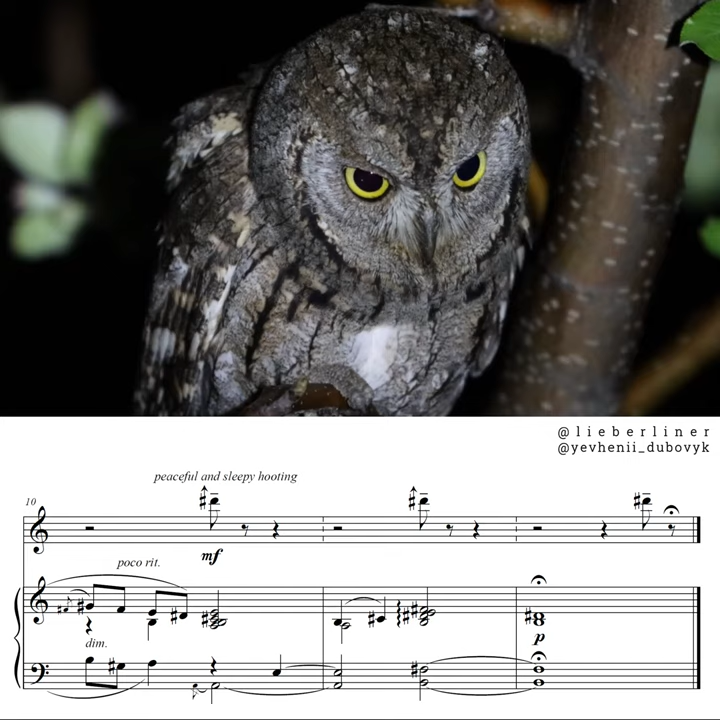 @lieberliner
@yevhenii_dubovyk
peaceful and sleepy hooting
10
mf
poco rit.
dim.
p